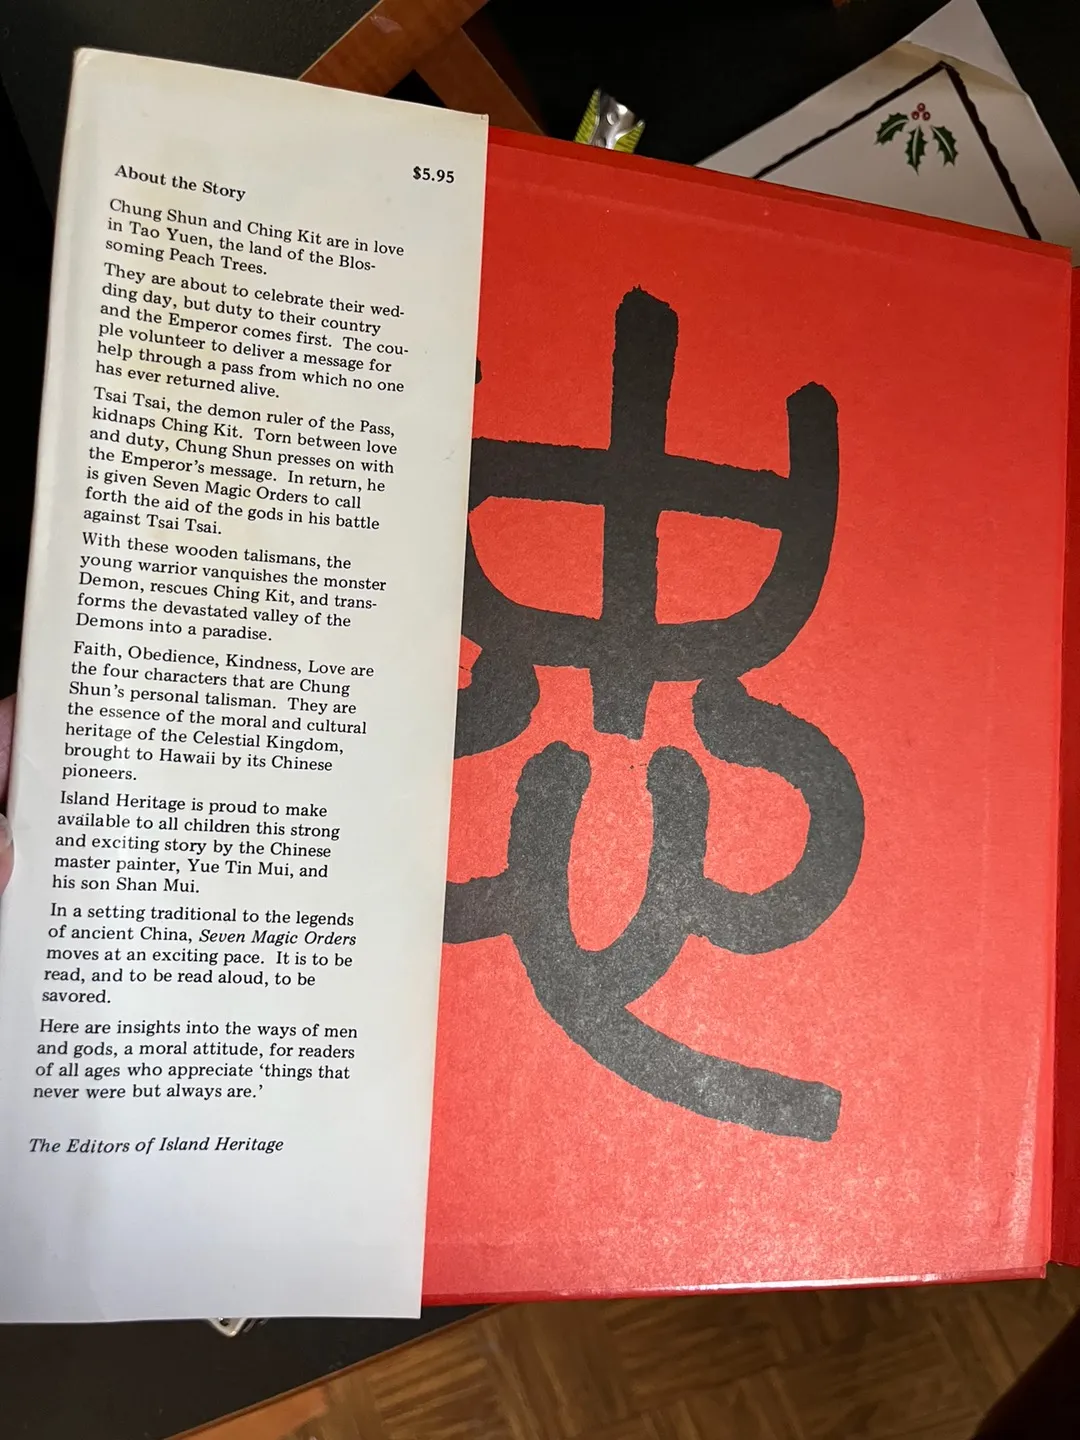 $5.95
About the Story
Chung Shun and Ching Kit are in love
in Tao Yuen, the land of the Blos-
soming Peach Trees.
They are about to celebrate their wed-
ding day, but duty to their country
and the Emperor comes first. The cou-
ple volunteer to deliver a message for
help through a pass from which no one
has ever returned alive.
Tsai Tsai, the demon ruler of the Pass,
kidnaps Ching Kit. Torn between love
and duty, Chung Shun presses on with
the Emperor's message. In return, he
is given Seven Magic Orders to call
forth the aid of the gods in his battle
against Tsai Tsai.
With these wooden talismans, the
young warrior vanquishes the monster
Demon, rescues Ching Kit, and trans-
forms the devastated valley of the
Demons into a paradise.
Faith, Obedience, Kindness, Love are
the four characters that are Chung
Shun's personal talisman. They are
the essence of the moral and cultural
heritage of the Celestial Kingdom,
brought to Hawaii by its Chinese
pioneers.
Island Heritage is proud to make
available to all children this strong
and exciting story by the Chinese
master painter, Yue Tin Mui, and
his son Shan Mui.
In a setting traditional to the legends
of ancient China, Seven Magic Orders
moves at an exciting pace. It is to be
read, and to be read aloud, to be
savored.
Here are insights into the ways of men
and gods, a moral attitude, for readers
of all ages who appreciate ‘things that
never were but always are.’
The Editors of Island Heritage